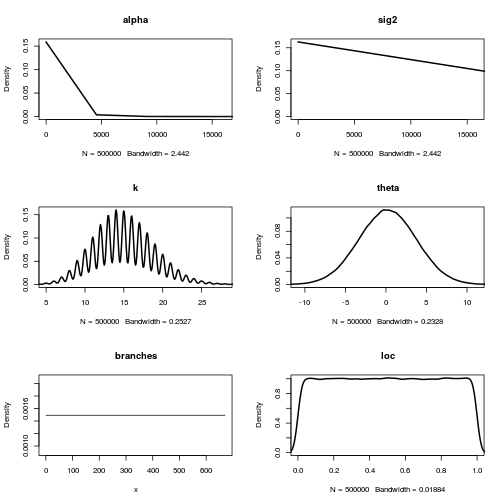 alpha
Density
0.00 0.05 0.10 0.15
0 5000 10000 15000
N = 500000 Bandwidth = 2.442
sig2
Density
0.00 0.05 0.10 0.15
0 5000 10000 15000
N = 500000 Bandwidth = 2.442
k
Density
0.00 0.05 0.10 0.15
5 10 15 20 25
N = 500000 Bandwidth = 0.2527
theta
Density
0.00 0.04 0.08
-10 -5 0 5 10
N = 500000 Bandwidth = 0.2328
branches
Density
0.0010 0.0016
0 100 200 300 400 500 600
x
loc
Density
0.0 0.4 0.8
0.0 0.2 0.4 0.6 0.8 1.0
N = 500000 Bandwidth = 0.01884